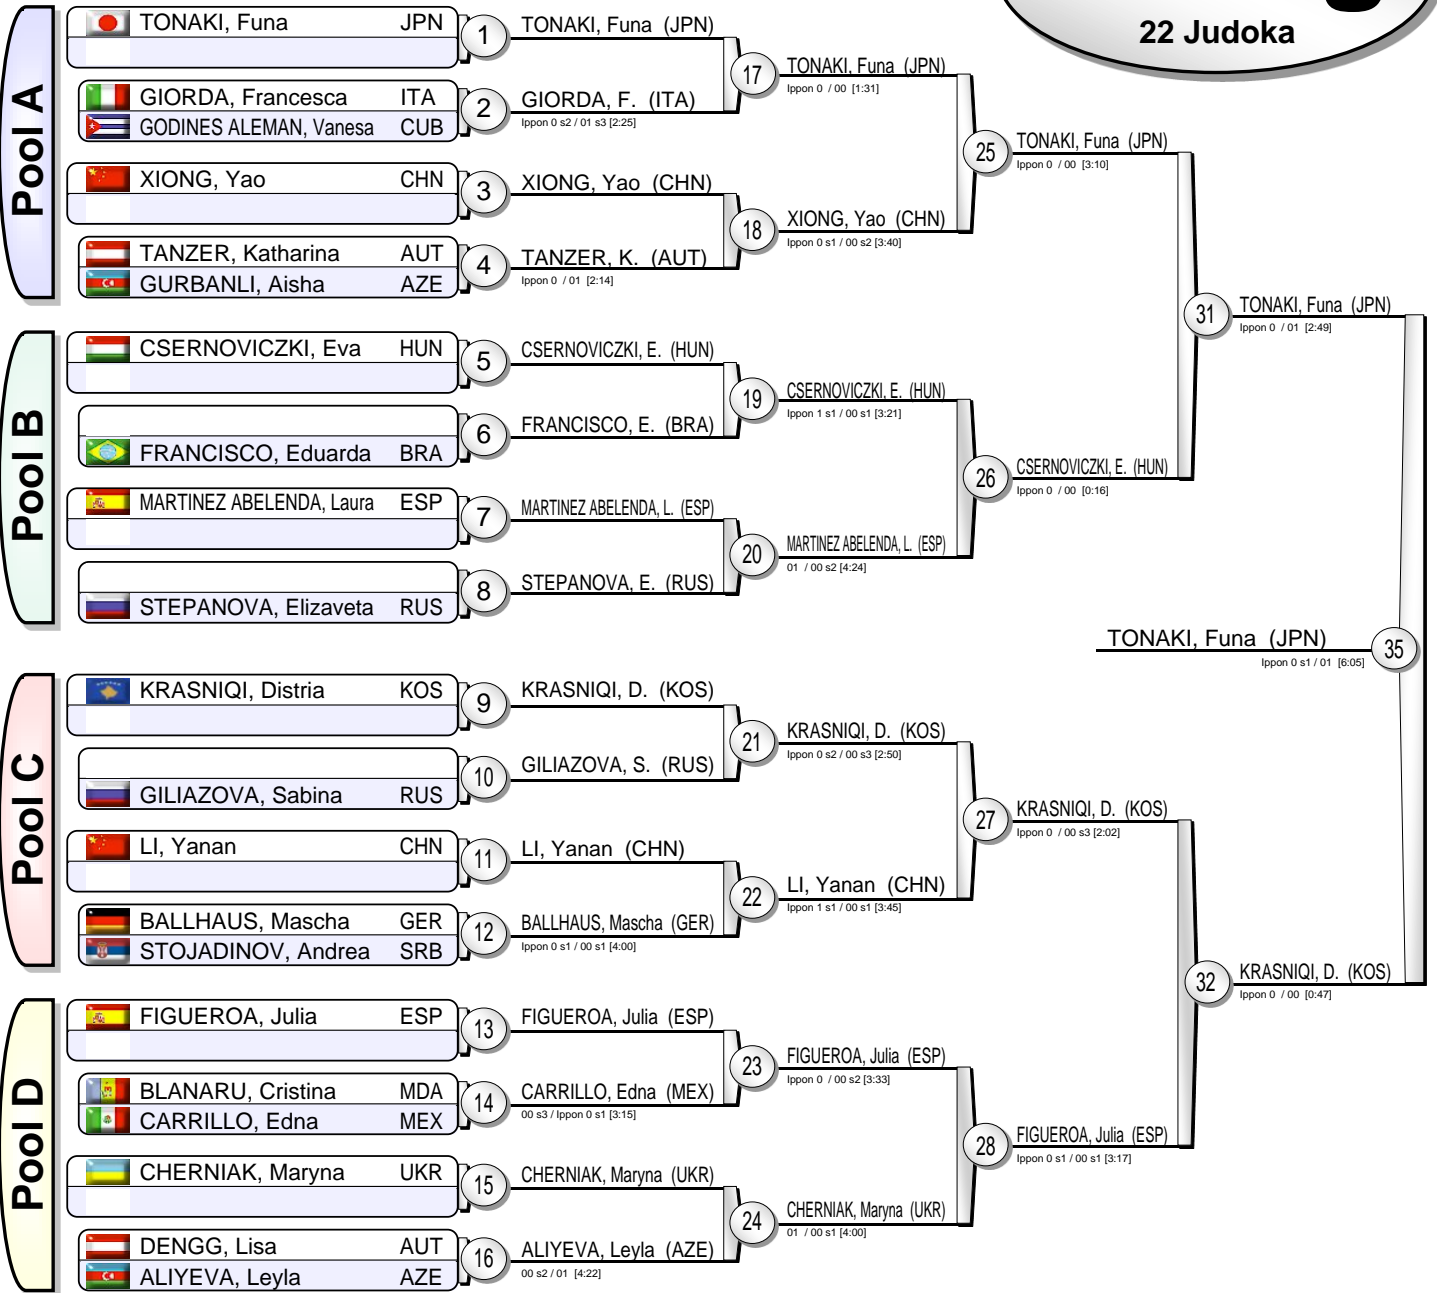 22 Judoka
Pool A
TONAKI, Funa JPN
1
TONAKI, Funa (JPN)
GIORDA, Francesca ITA
GODINES ALEMAN, Vanesa CUB
2
GIORDA, F. (ITA)
Ippon 0 s2 / 01 s3 [2:25]
17
TONAKI, Funa (JPN)
Ippon 0 / 00 [1:31]
XIONG, Yao CHN
3
XIONG, Yao (CHN)
TANZER, Katharina AUT
GURBANLI, Aisha AZE
4
TANZER, K. (AUT)
Ippon 0 / 01 [2:14]
18
XIONG, Yao (CHN)
Ippon 0 s1 / 00 s2 [3:40]
25
TONAKI, Funa (JPN)
Ippon 0 / 00 [3:10]
Pool B
CSERNOVICZKI, Eva HUN
5
CSERNOVICZKI, E. (HUN)
FRANCISCO, Eduarda BRA
6
FRANCISCO, E. (BRA)
19
CSERNOVICZKI, E. (HUN)
Ippon 1 s1 / 00 s1 [3:21]
MARTINEZ ABELENDA, Laura ESP
7
MARTINEZ ABELENDA, L. (ESP)
STEPANOVA, Elizaveta RUS
8
STEPANOVA, E. (RUS)
20
MARTINEZ ABELENDA, L. (ESP)
01 / 00 s2 [4:24]
26
CSERNOVICZKI, E. (HUN)
Ippon 0 / 00 [0:16]
31
TONAKI, Funa (JPN)
Ippon 0 / 01 [2:49]
TONAKI, Funa (JPN)
Ippon 0 s1 / 01 [6:05]
35
Pool C
KRASNIQI, Distria KOS
9
KRASNIQI, D. (KOS)
GILIAZOVA, Sabina RUS
10
GILIAZOVA, S. (RUS)
21
KRASNIQI, D. (KOS)
Ippon 0 s2 / 00 s3 [2:50]
LI, Yanan CHN
11
LI, Yanan (CHN)
BALLHAUS, Mascha GER
STOJADINOV, Andrea SRB
12
BALLHAUS, Mascha (GER)
Ippon 0 s1 / 00 s1 [4:00]
22
LI, Yanan (CHN)
Ippon 1 s1 / 00 s1 [3:45]
27
KRASNIQI, D. (KOS)
Ippon 0 / 00 s3 [2:02]
Pool D
FIGUEROA, Julia ESP
13
FIGUEROA, Julia (ESP)
BLANARU, Cristina MDA
CARRILLO, Edna MEX
14
CARRILLO, Edna (MEX)
00 s3 / Ippon 0 s1 [3:15]
23
FIGUEROA, Julia (ESP)
Ippon 0 / 00 s2 [3:33]
CHERNIAK, Maryna UKR
15
CHERNIAK, Maryna (UKR)
DENGG, Lisa AUT
ALIYEVA, Leyla AZE
16
ALIYEVA, Leyla (AZE)
00 s2 / 01 [4:22]
24
CHERNIAK, Maryna (UKR)
01 / 00 s1 [4:00]
28
FIGUEROA, Julia (ESP)
Ippon 0 s1 / 00 s1 [3:17]
32
KRASNIQI, D. (KOS)
Ippon 0 / 00 [0:47]